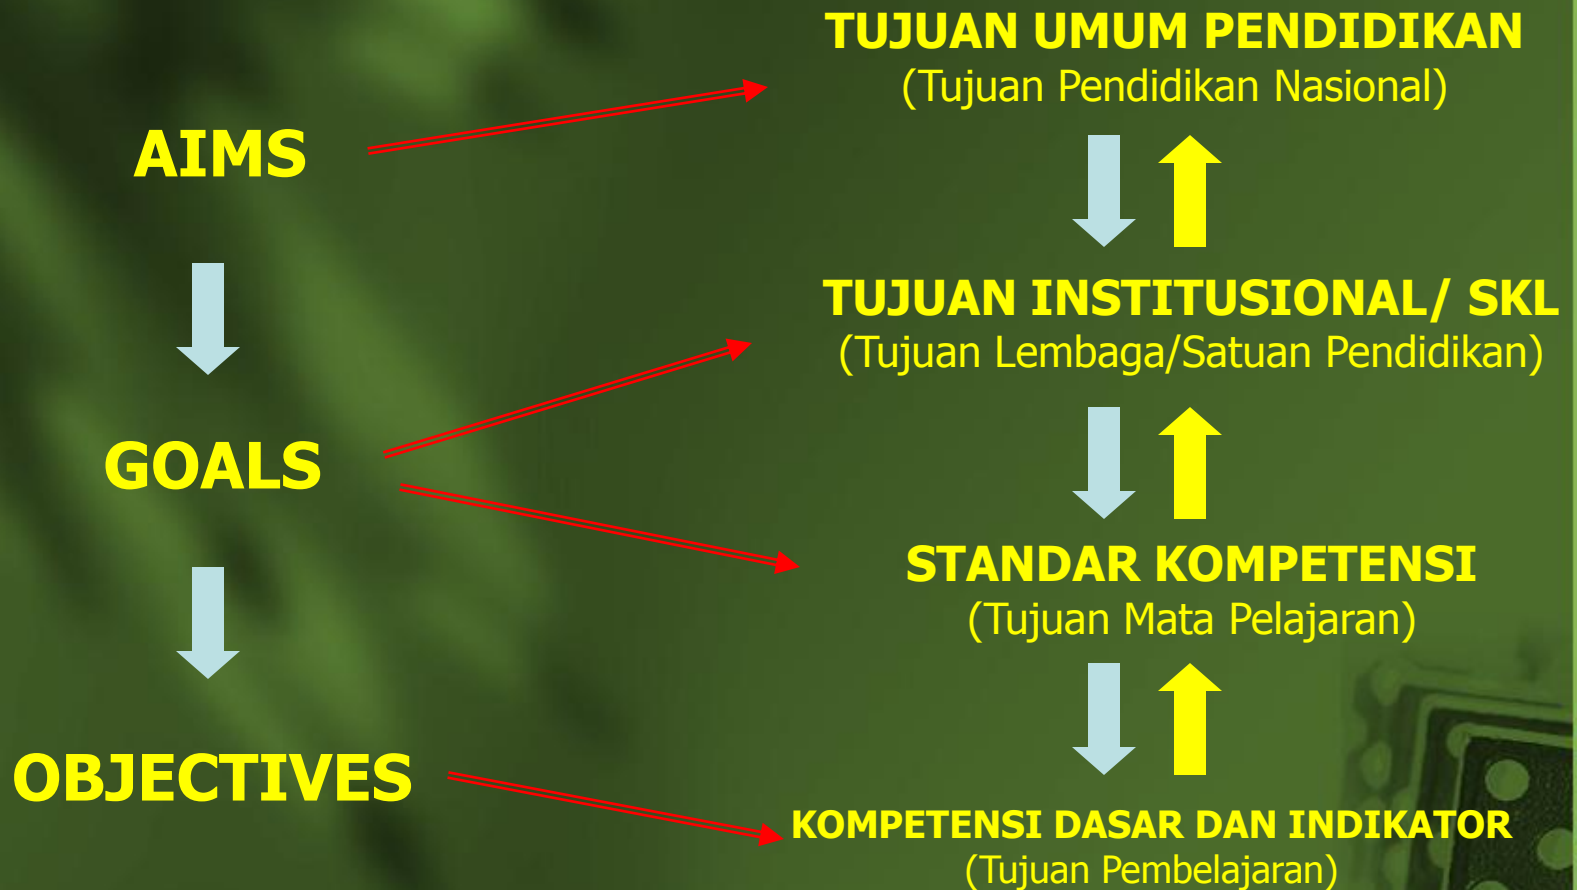 TUJUAN UMUM PENDIDIKAN
(Tujuan Pendidikan Nasional)
AIMS
TUJUAN INSTITUSIONAL/ SKL
(Tujuan Lembaga/Satuan Pendidikan)
GOALS
STANDAR KOMPETENSI
(Tujuan Mata Pelajaran)
OBJECTIVES
KOMPETENSI DASAR DAN INDIKATOR
(Tujuan Pembelajaran)